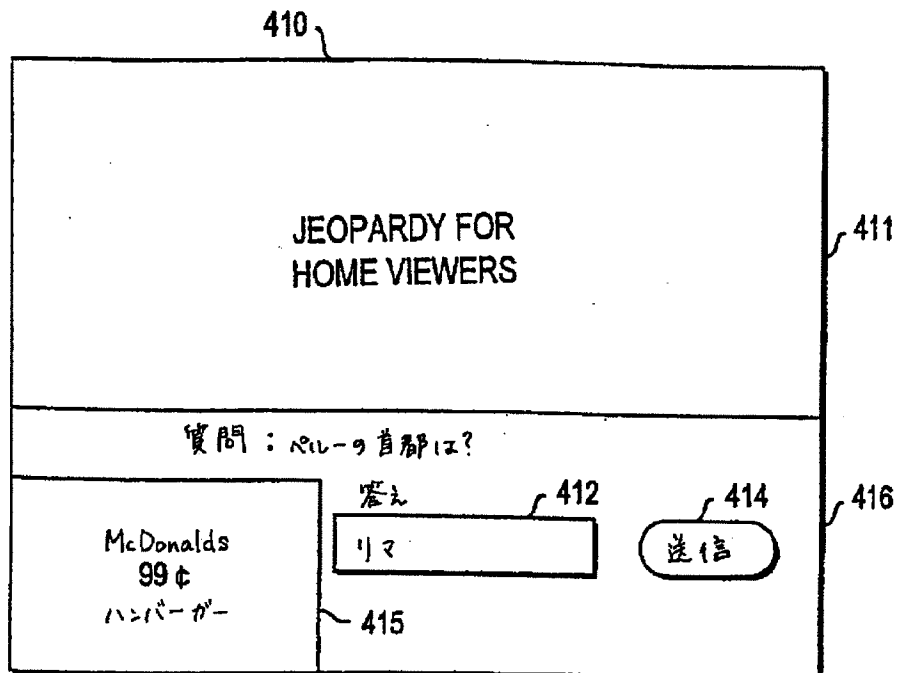 410
JEOPARDY FOR
HOME VIEWERS
411
質問：ペルーの首都は？
答え
412
414
416
リマ
送信
McDonalds
99¢
ハンバーガー
415